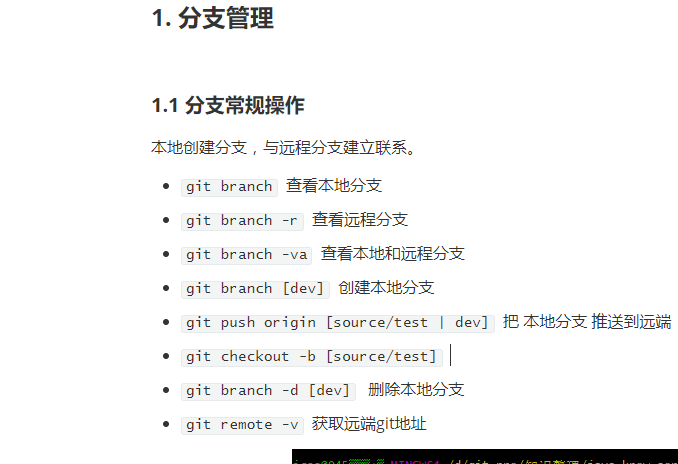 1. 分支管理
1.1 分支常规操作
本地创建分支，与远程分支建立联系。
git branch 查看本地分支
git branch -r 查看远程分支
git branch -va 查看本地和远程分支
git branch [dev] 创建本地分支
git push origin [source/test | dev] 把 本地分支 推送到远端
git checkout -b [source/test]
git branch -d [dev] 删除本地分支
git remote -v 获取远端git地址